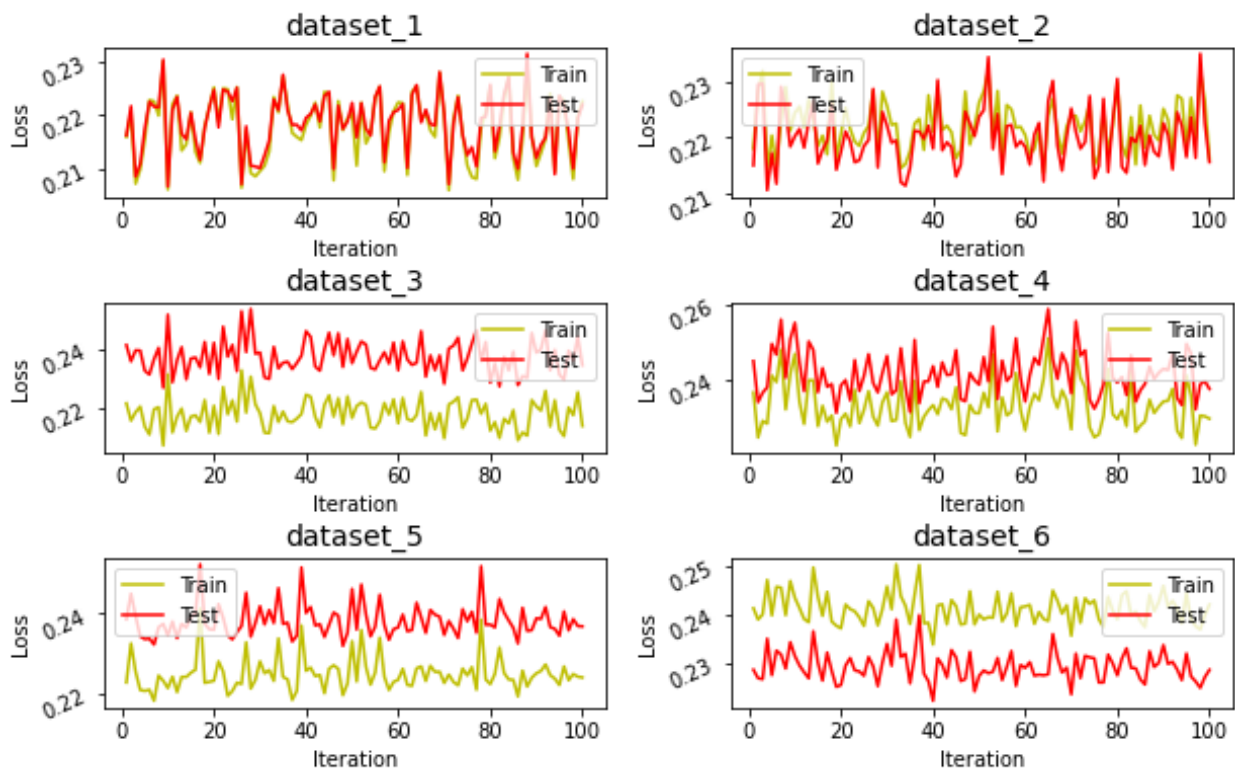 dataset_1
Loss
0.23
0.22
0.21
Train
Test
0 20 40 60 80 100
Iteration
dataset_2
Loss
0.23
0.22
0.21
Train
Test
0 20 40 60 80 100
Iteration
dataset_3
Loss
0.24
0.22
Train
Test
0 20 40 60 80 100
Iteration
dataset_4
Loss
0.26
0.24
Train
Test
0 20 40 60 80 100
Iteration
dataset_5
Loss
0.24
0.22
Train
Test
0 20 40 60 80 100
Iteration
dataset_6
Loss
0.25
0.24
0.23
Train
Test
0 20 40 60 80 100
Iteration